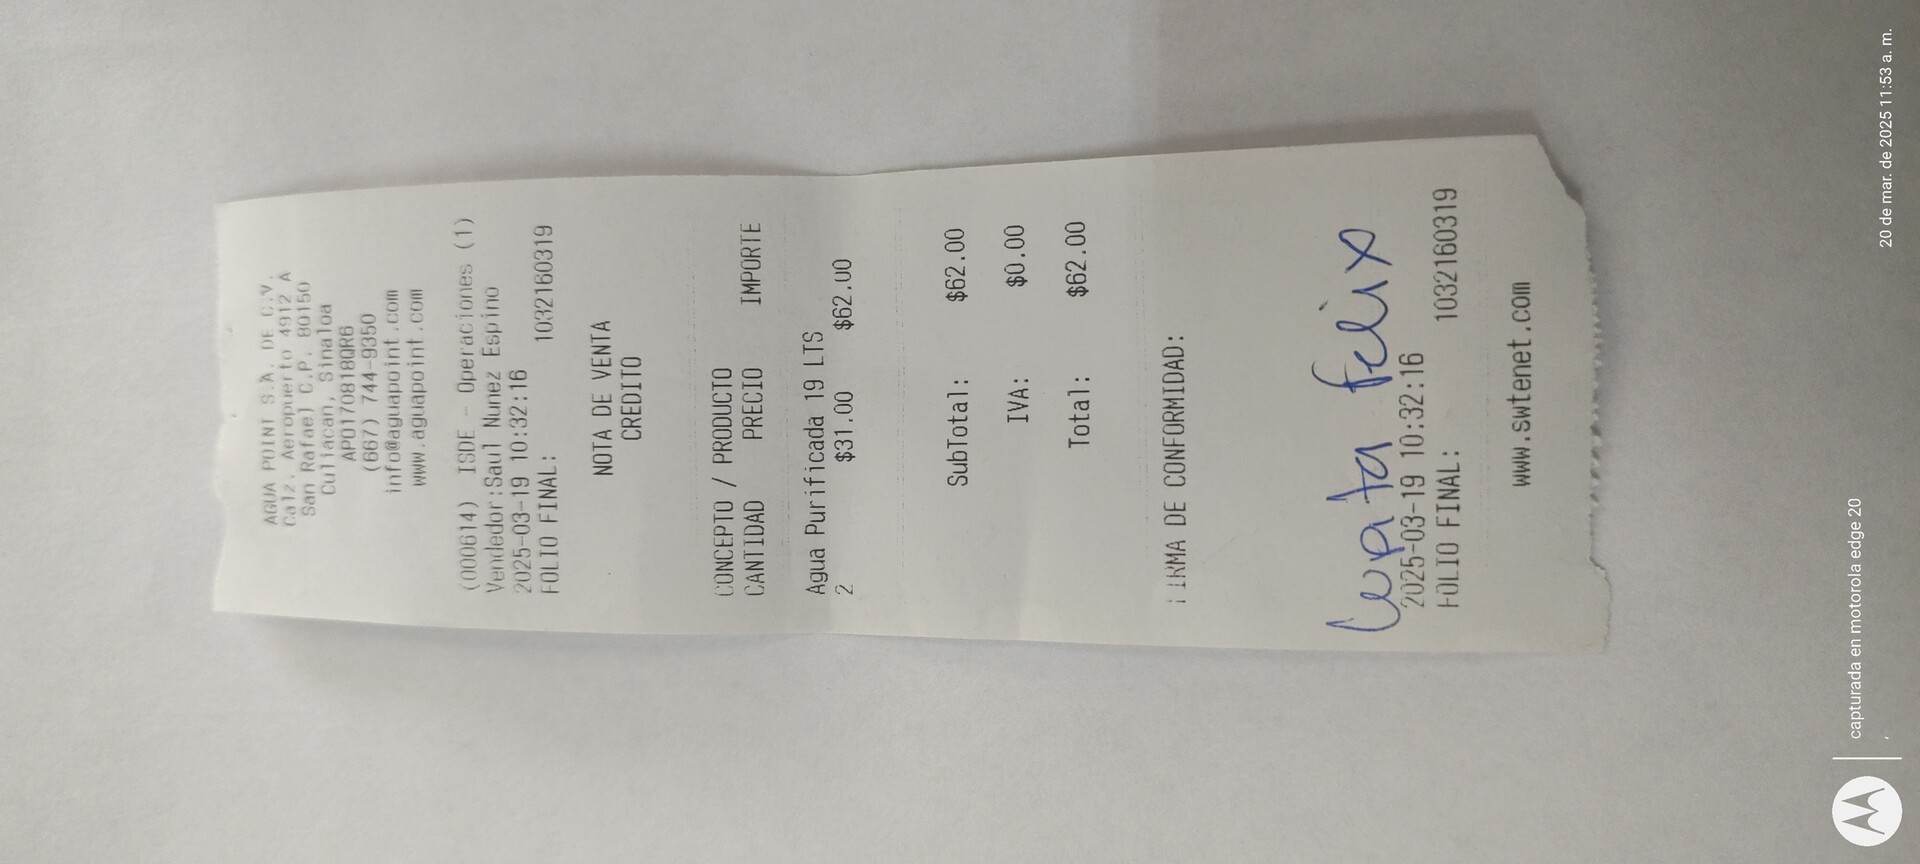 AGUA POINT S.A. DE C.V.
Calz. Aeropuerto 4912 A
San Rafael C.P. 80150
Culiacan, Sinaloa
APO170818QR6
(667) 744-9350
info@aguapoint.com
www.aguapoint.com
(000614) ISDE - Operaciones (1)
Vendedor:Saul Nunez Espino
2025-03-19 10:32:16
FOLIO FINAL: 1032160319
NOTA DE VENTA
CREDITO
CONCEPTO / PRODUCTO
CANTIDAD PRECIO IMPORTE
Agua Purificada 19 LTS
2 $31.00 $62.00
SubTotal: $62.00
IVA: $0.00
Total: $62.00
FIRMA DE CONFORMIDAD:
Lupita Felix
2025-03-19 10:32:16
FOLIO FINAL: 1032160319
www.swtenet.com
capturada en motorola edge 20
20 de mar. de 2025 11:53 a. m.